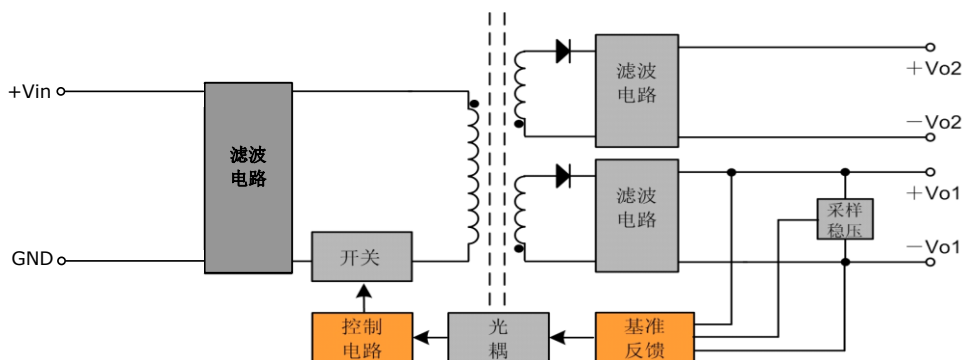 滤波
电路
+Vo2
-Vo2
+Vin
滤波
电路
滤波
电路
+Vo1
采样
稳压
-Vo1
GND
开关
控制
电路
光
耦
基准
反馈